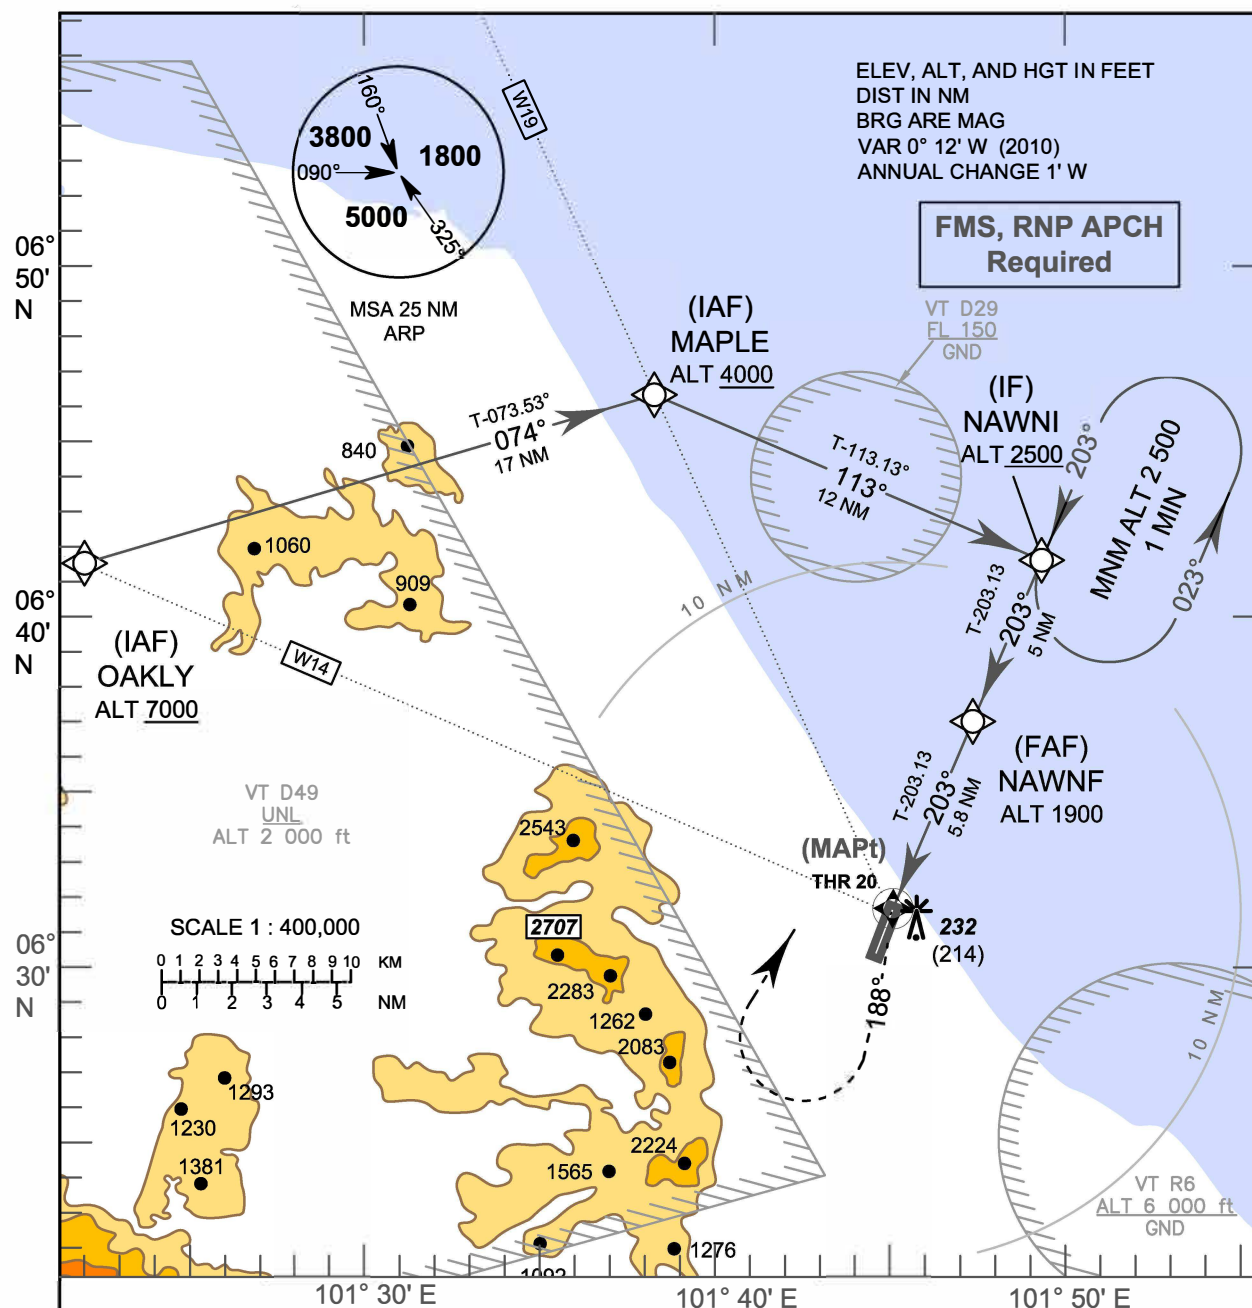 ELEV, ALT, AND HGT IN FEET
DIST IN NM
BRG ARE MAG
VAR 0° 12' W (2010)
ANNUAL CHANGE 1' W
FMS, RNP APCH
Required
W19
160°
3800
1800
090°
5000
325°
MSA 25 NM
ARP
06°
50'
N
(IAF)
MAPLE
ALT 4000
VT D29
FL 150
GND
(IF)
NAWNI
ALT 2500
T-073.53°
074°
17 NM
T-113.13°
113°
12 NM
203°
MNM ALT 2 500
1 MIN
023°
840
1060
909
10 NM
T-203.13
203°
5 NM
06°
40'
N
(IAF)
OAKLY
ALT 7000
W14
(FAF)
NAWNF
ALT 1900
T-203.13
203°
5.8 NM
VT D49
UNL
ALT 2 000 ft
2543
(MAPt)
THR 20
232
(214)
SCALE 1 : 400,000
0 1 2 3 4 5 6 7 8 9 10 KM
0 1 2 3 4 5 NM
2707
2283
06°
30'
N
188°
1262
2083
10 NM
1293
1230
1381
2224
1565
VT R6
ALT 6 000 ft
GND
1276
101° 30' E
101° 40' E
101° 50' E